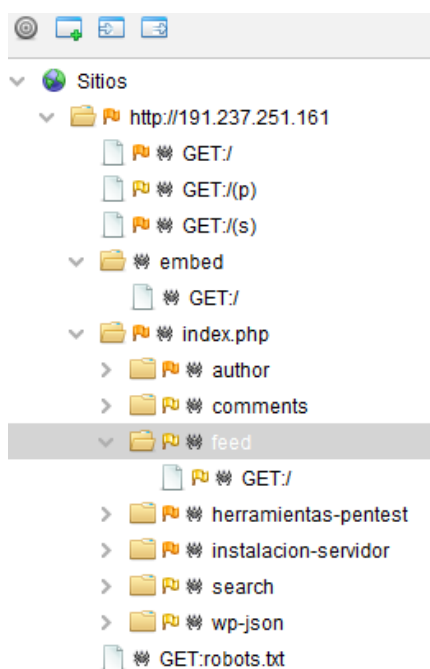 Sitios
http://191.237.251.161
GET:/
GET:/(p)
GET:/(s)
embed
GET:/
index.php
author
comments
feed
GET:/
herramientas-pentest
instalacion-servidor
search
wp-json
GET:robots.txt